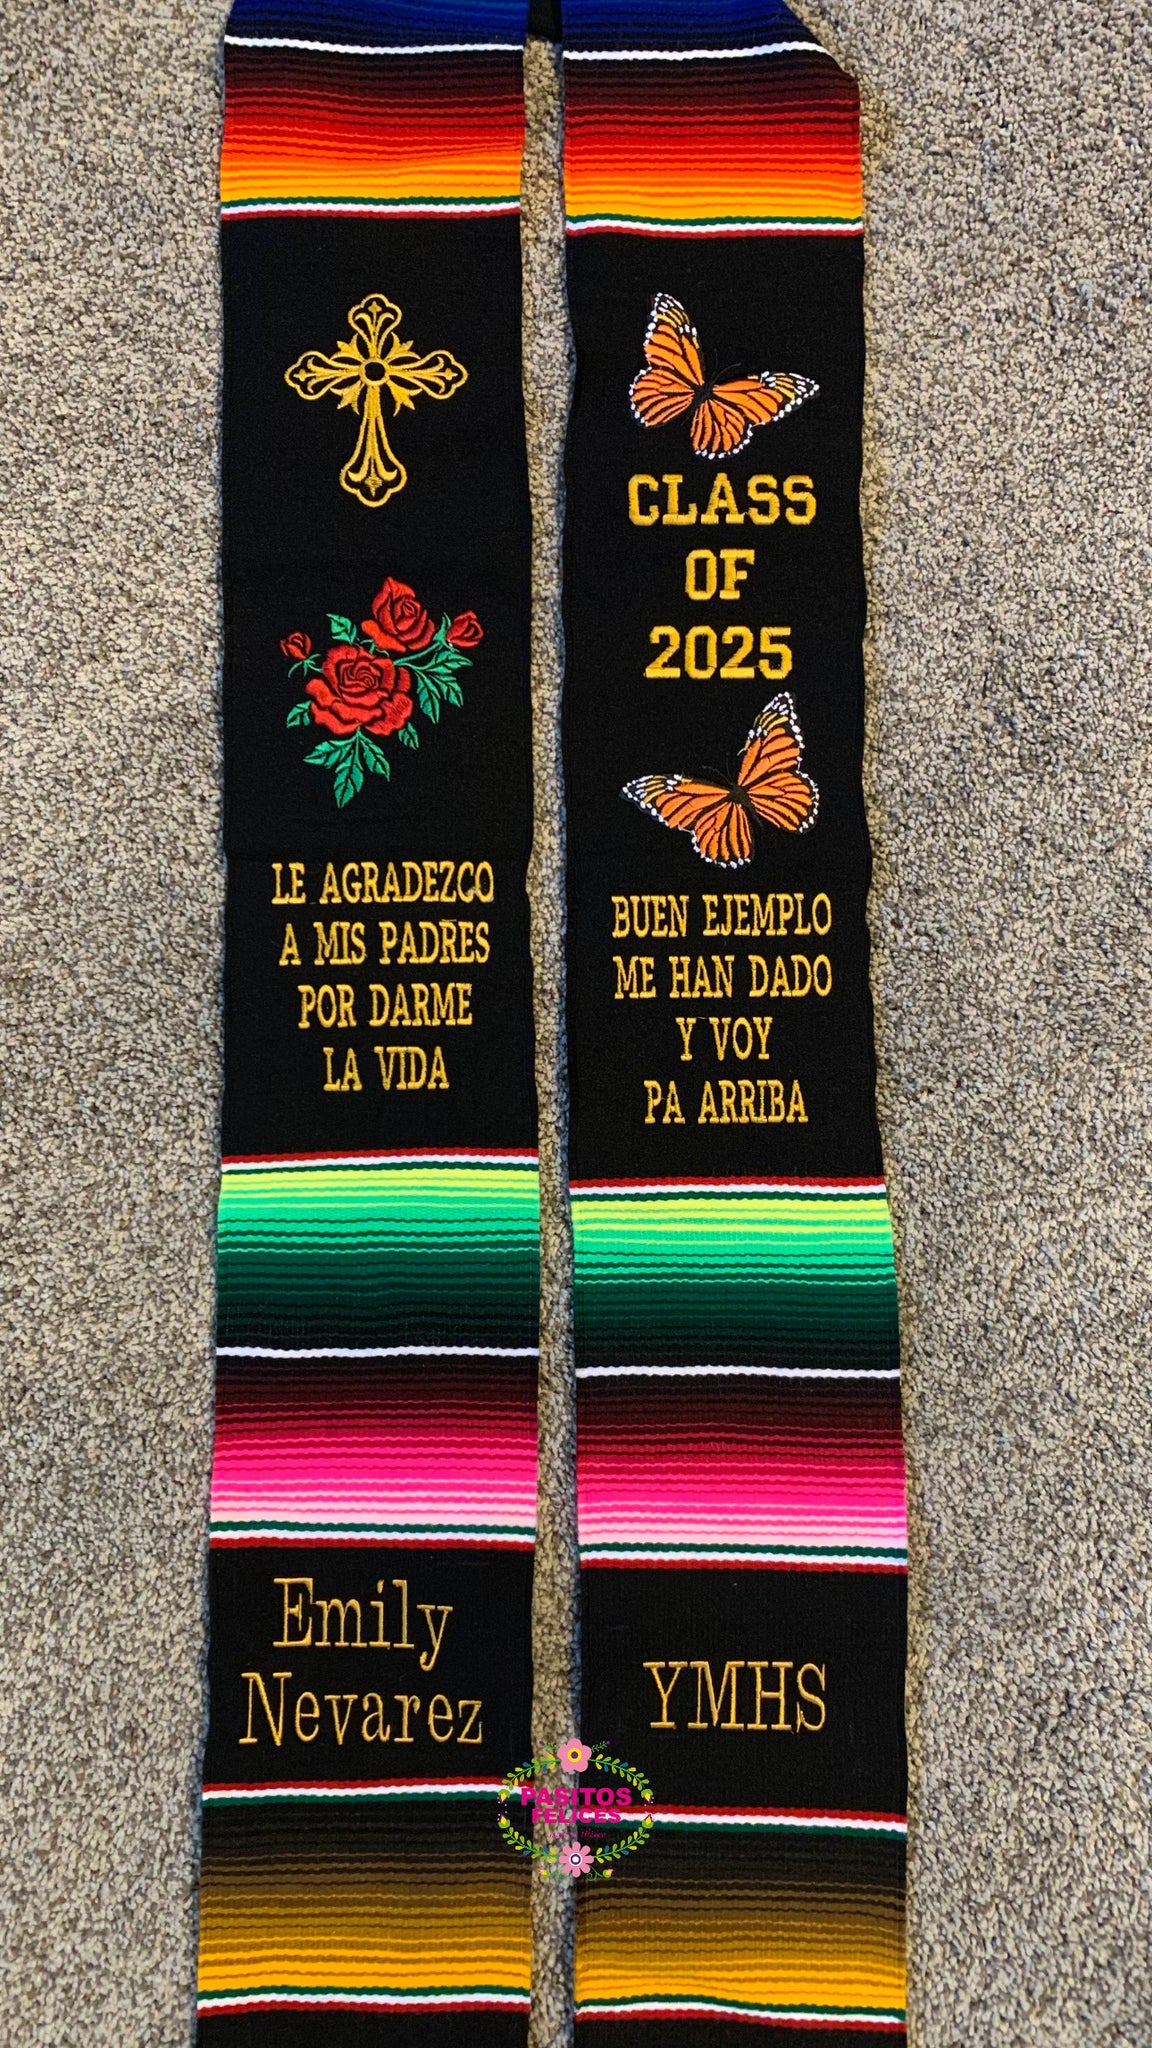 LE AGRADEZCO
A MIS PADRES
POR DARME
LA VIDA
Emily
Nevarez
CLASS
OF
2025
BUEN EJEMPLO
ME HAN DADO
Y VOY
PA ARRIBA
YMHS
PASITOS
FELICES